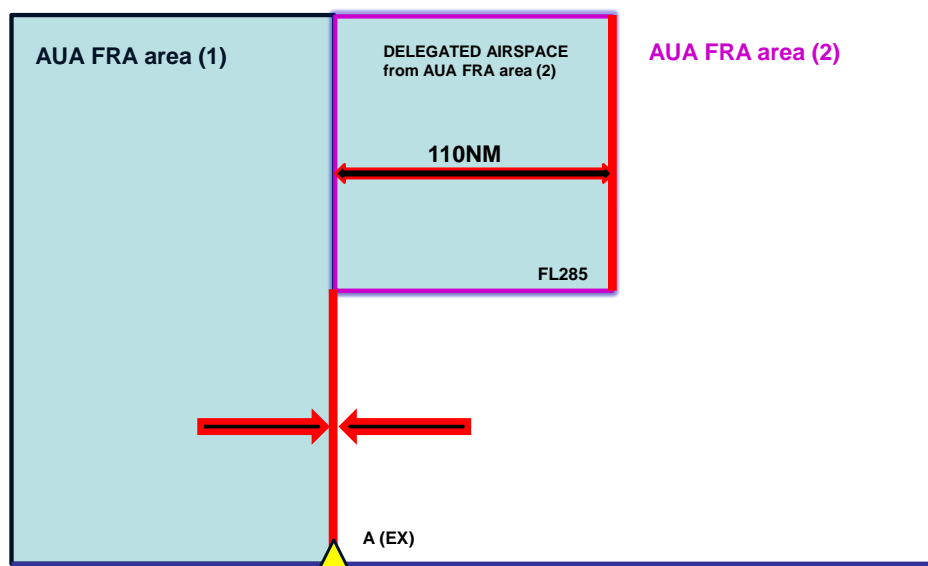 AUA FRA area (1)
DELEGATED AIRSPACE
from AUA FRA area (2)
AUA FRA area (2)
110NM
FL285
A (EX)